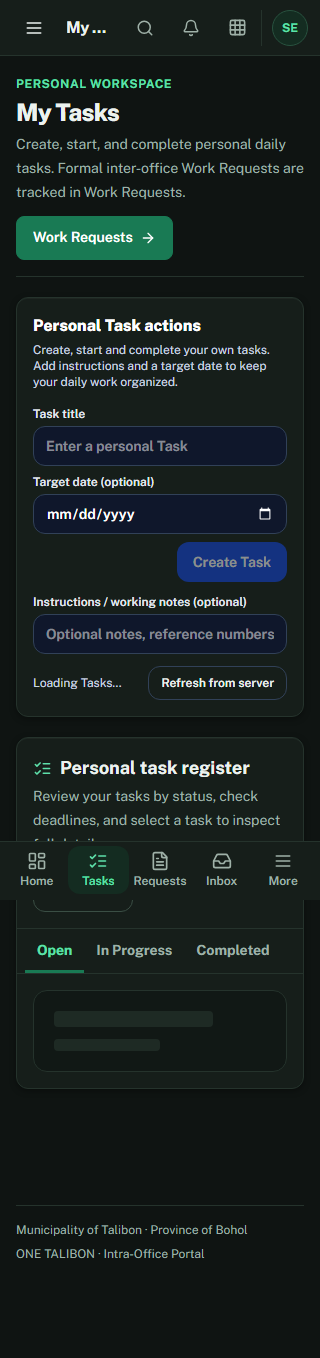 My ...
SE
PERSONAL WORKSPACE
My Tasks
Create, start, and complete personal daily
tasks. Formal inter-office Work Requests are
tracked in Work Requests.
Work Requests
Personal Task actions
Create, start and complete your own tasks.
Add instructions and a target date to keep
your daily work organized.
Task title
Enter a personal Task
Target date (optional)
mm/dd/yyyy
Create Task
Instructions / working notes (optional)
Optional notes, reference numbers
Loading Tasks...
Refresh from server
Personal task register
Review your tasks by status, check
deadlines, and select a task to inspect
Home
Tasks
Requests
Inbox
More
Open
In Progress
Completed
Municipality of Talibon · Province of Bohol
ONE TALIBON · Intra-Office Portal